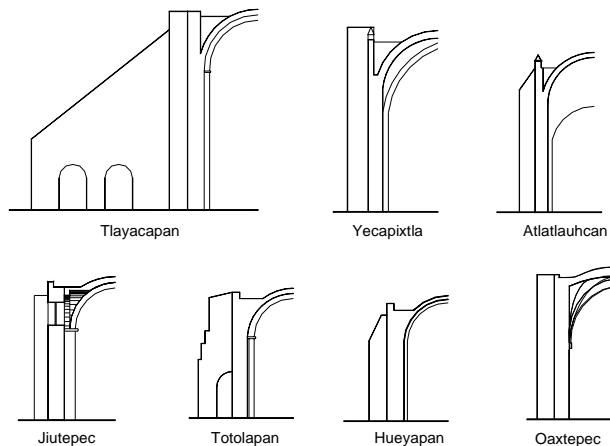 Tlayacapan
Yecapixtla
Atlatlauhcan
Jiutepec
Totolapan
Hueyapan
Oaxtepec